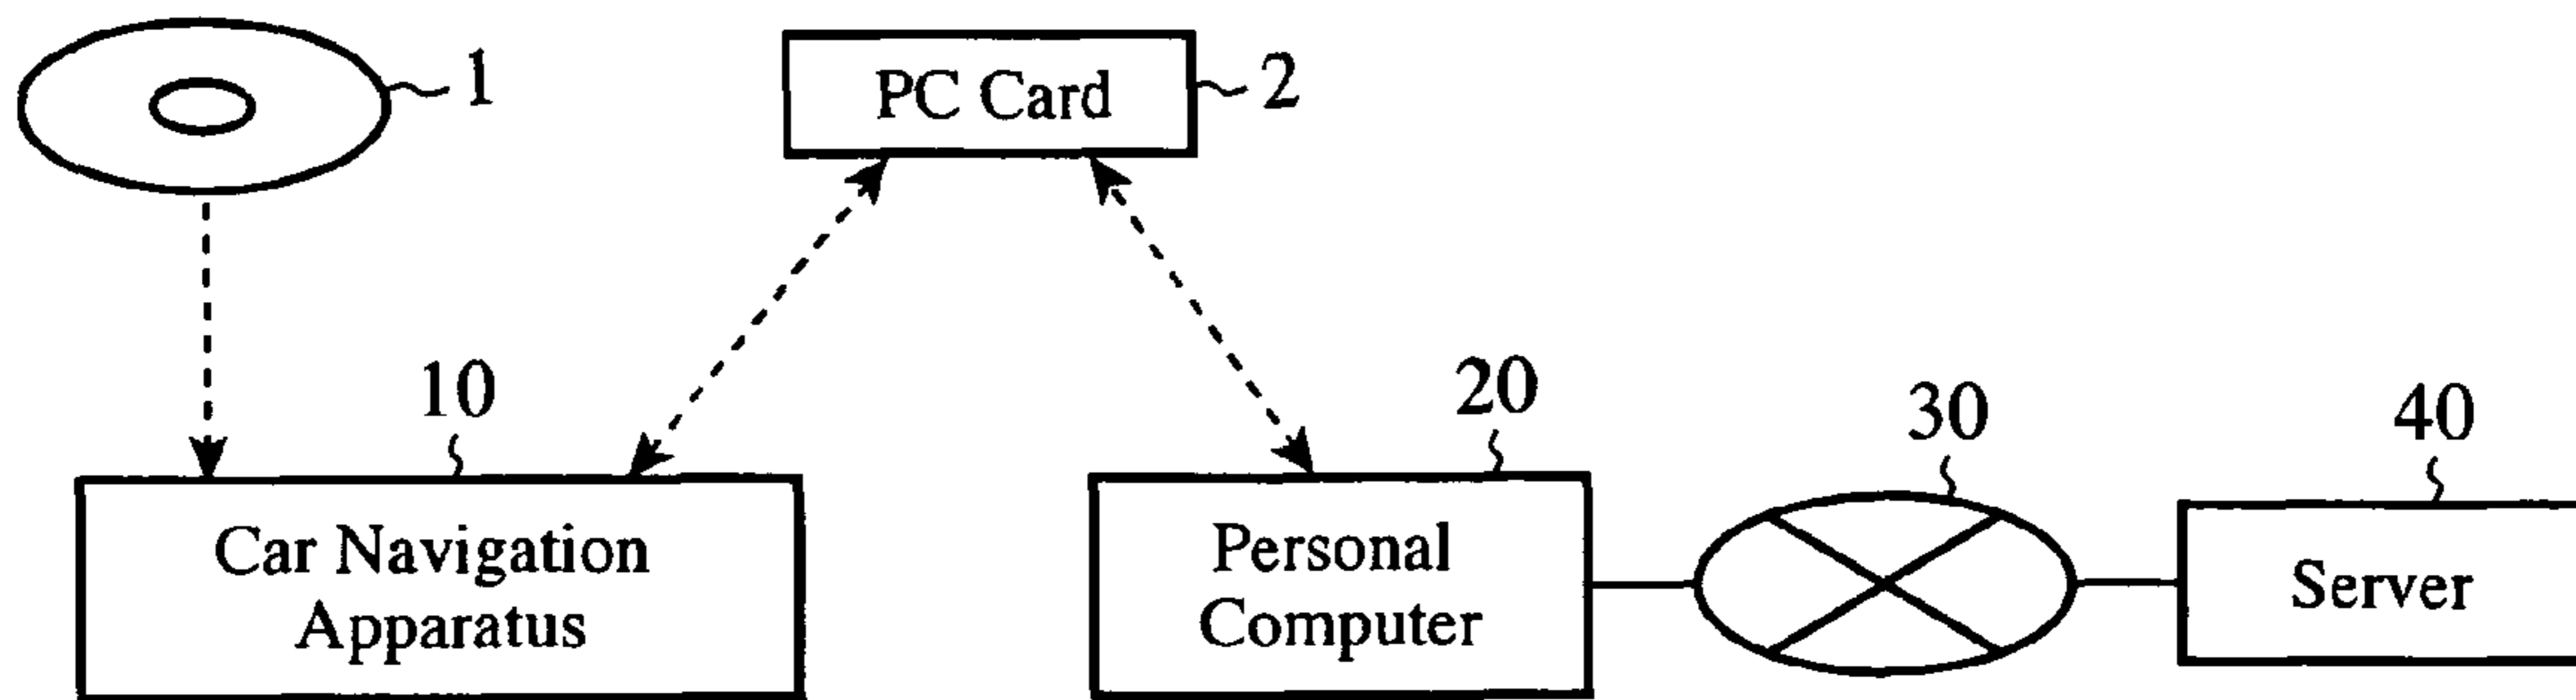 1
PC Card
2
10
20
30
40
Car Navigation
Apparatus
Personal
Computer
Server